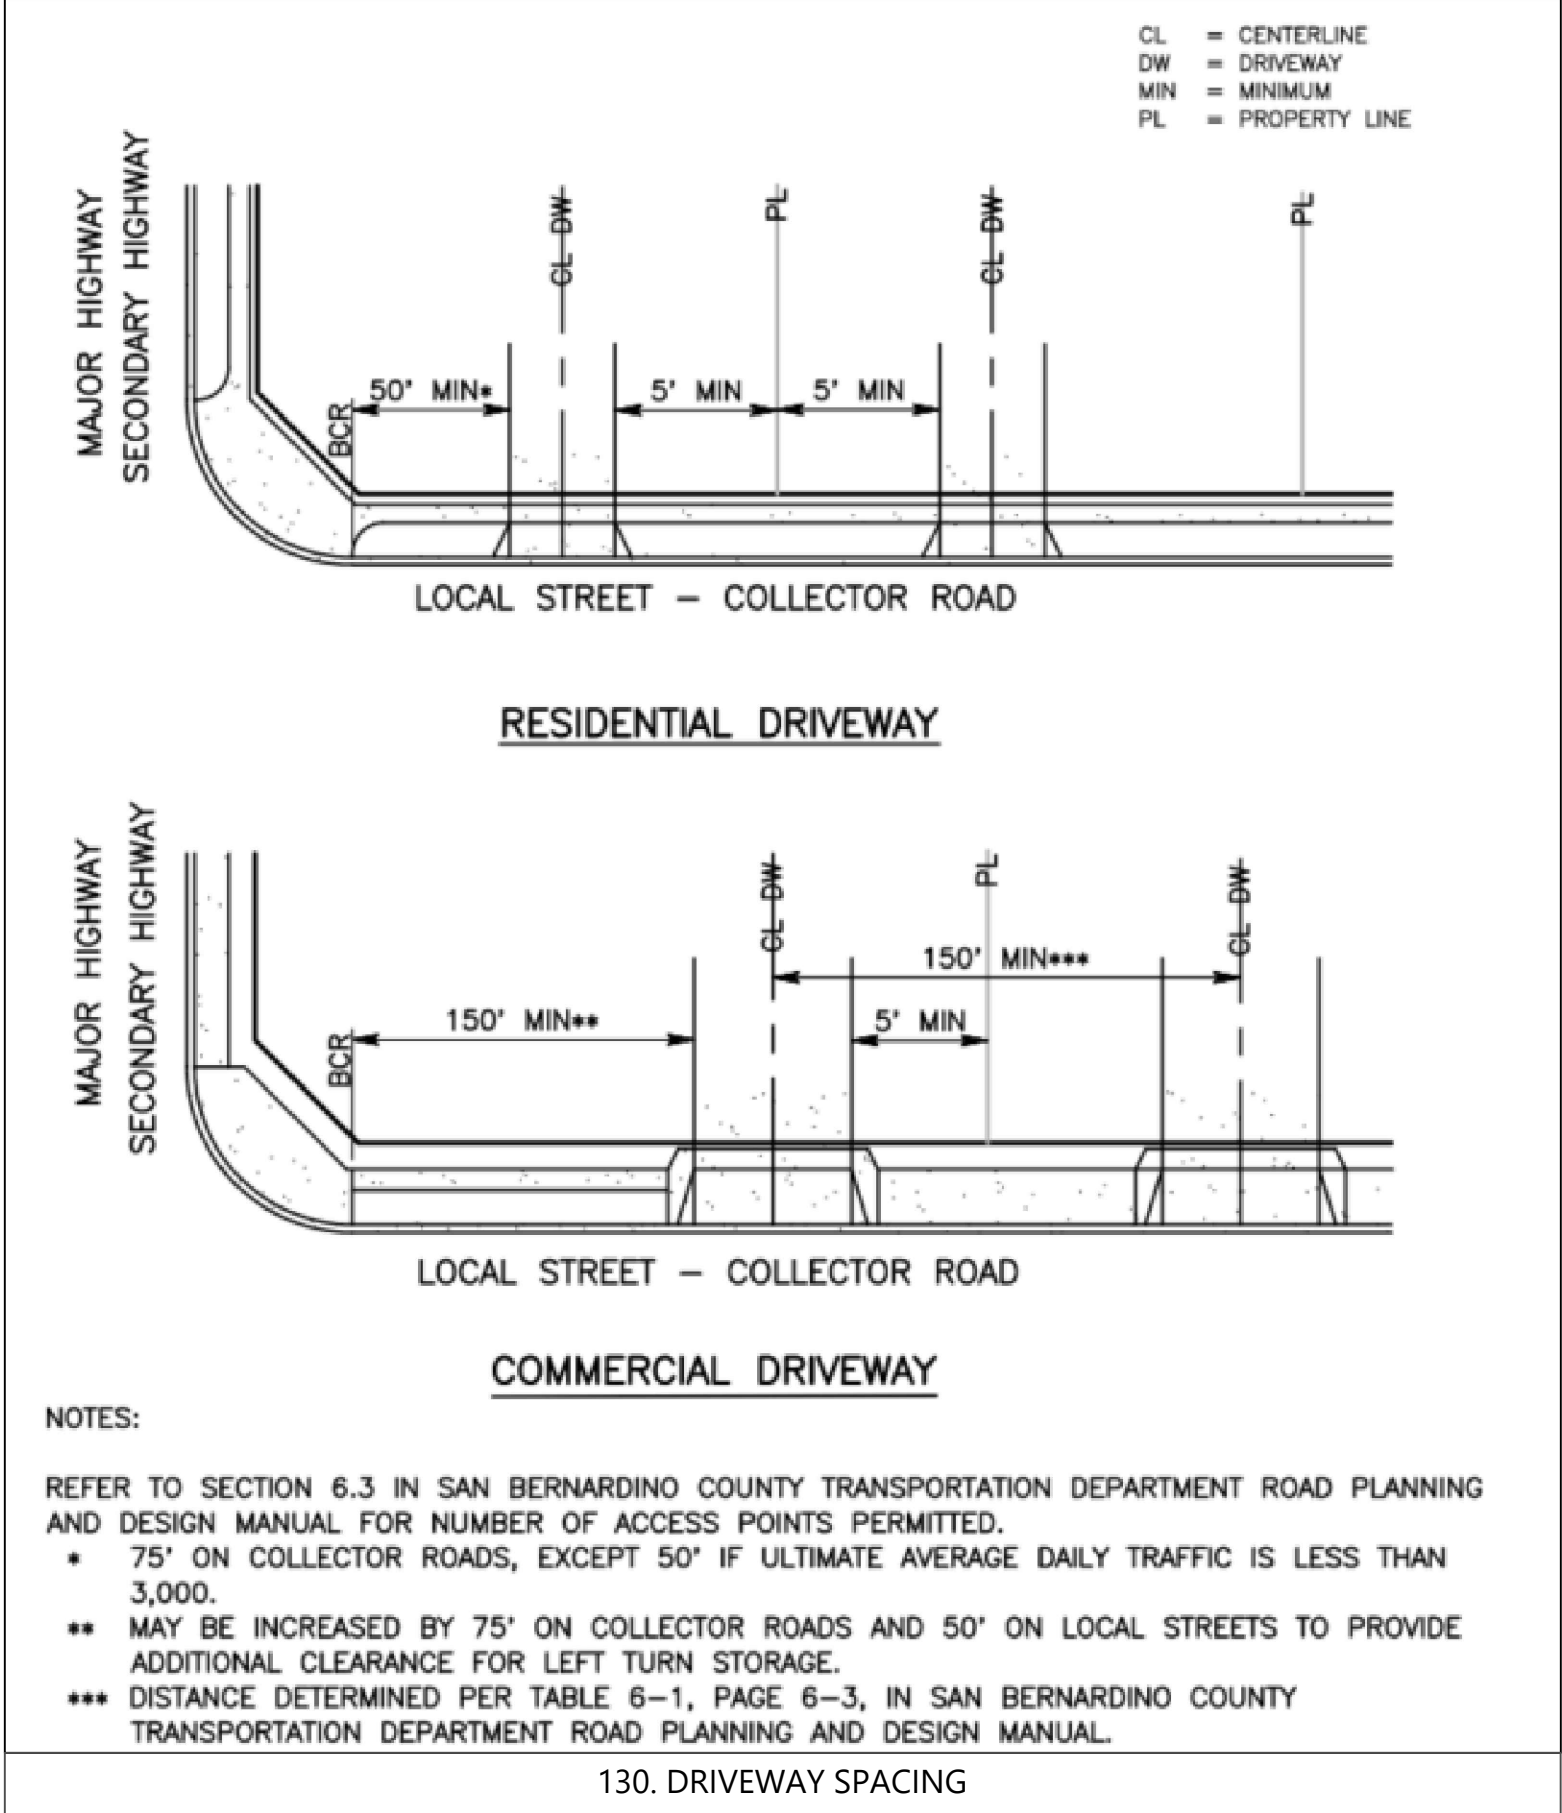 CL = CENTERLINE
DW = DRIVEWAY
MIN = MINIMUM
PL = PROPERTY LINE
MAJOR HIGHWAY
SECONDARY HIGHWAY
CL DW
PL
CL DW
PL
BCR
50' MIN*
5' MIN
5' MIN
LOCAL STREET – COLLECTOR ROAD
RESIDENTIAL DRIVEWAY
MAJOR HIGHWAY
SECONDARY HIGHWAY
CL DW
PL
CL DW
150' MIN***
BCR
150' MIN**
5' MIN
LOCAL STREET – COLLECTOR ROAD
COMMERCIAL DRIVEWAY
NOTES:
REFER TO SECTION 6.3 IN SAN BERNARDINO COUNTY TRANSPORTATION DEPARTMENT ROAD PLANNING
AND DESIGN MANUAL FOR NUMBER OF ACCESS POINTS PERMITTED.
* 75' ON COLLECTOR ROADS, EXCEPT 50' IF ULTIMATE AVERAGE DAILY TRAFFIC IS LESS THAN
3,000.
** MAY BE INCREASED BY 75' ON COLLECTOR ROADS AND 50' ON LOCAL STREETS TO PROVIDE
ADDITIONAL CLEARANCE FOR LEFT TURN STORAGE.
*** DISTANCE DETERMINED PER TABLE 6–1, PAGE 6–3, IN SAN BERNARDINO COUNTY
TRANSPORTATION DEPARTMENT ROAD PLANNING AND DESIGN MANUAL.
130. DRIVEWAY SPACING